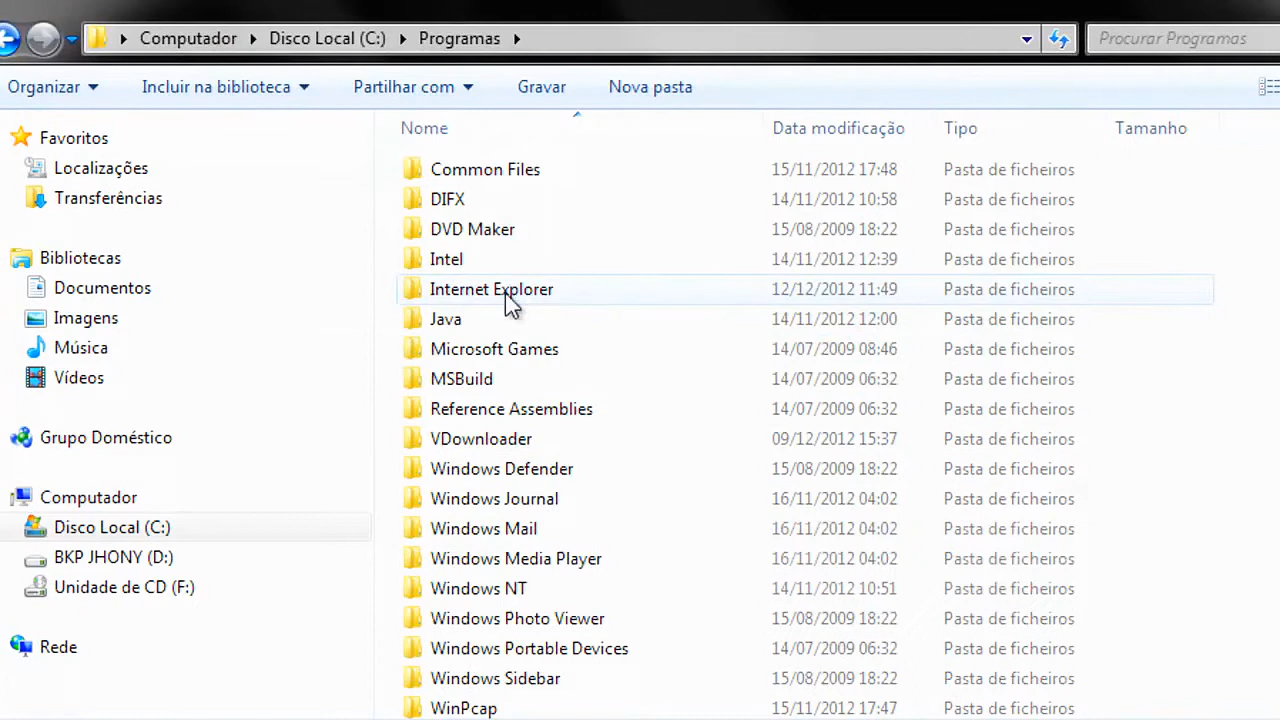 Computador Disco Local (C:) Programas Procurar Programas
Organizar Incluir na biblioteca Partilhar com Gravar Nova pasta
Favoritos
Localizações
Transferências
Bibliotecas
Documentos
Imagens
Música
Vídeos
Grupo Doméstico
Computador
Disco Local (C:)
BKP JHONY (D:)
Unidade de CD (F:)
Rede
Nome Data modificação Tipo Tamanho
Common Files 15/11/2012 17:48 Pasta de ficheiros
DIFX 14/11/2012 10:58 Pasta de ficheiros
DVD Maker 15/08/2009 18:22 Pasta de ficheiros
Intel 14/11/2012 12:39 Pasta de ficheiros
Internet Explorer 12/12/2012 11:49 Pasta de ficheiros
Java 14/11/2012 12:00 Pasta de ficheiros
Microsoft Games 14/07/2009 08:46 Pasta de ficheiros
MSBuild 14/07/2009 06:32 Pasta de ficheiros
Reference Assemblies 14/07/2009 06:32 Pasta de ficheiros
VDownloader 09/12/2012 15:37 Pasta de ficheiros
Windows Defender 15/08/2009 18:22 Pasta de ficheiros
Windows Journal 16/11/2012 04:02 Pasta de ficheiros
Windows Mail 16/11/2012 04:02 Pasta de ficheiros
Windows Media Player 16/11/2012 04:02 Pasta de ficheiros
Windows NT 14/11/2012 10:51 Pasta de ficheiros
Windows Photo Viewer 15/08/2009 18:22 Pasta de ficheiros
Windows Portable Devices 14/07/2009 06:32 Pasta de ficheiros
Windows Sidebar 15/08/2009 18:22 Pasta de ficheiros
WinPcap 15/11/2012 17:47 Pasta de ficheiros